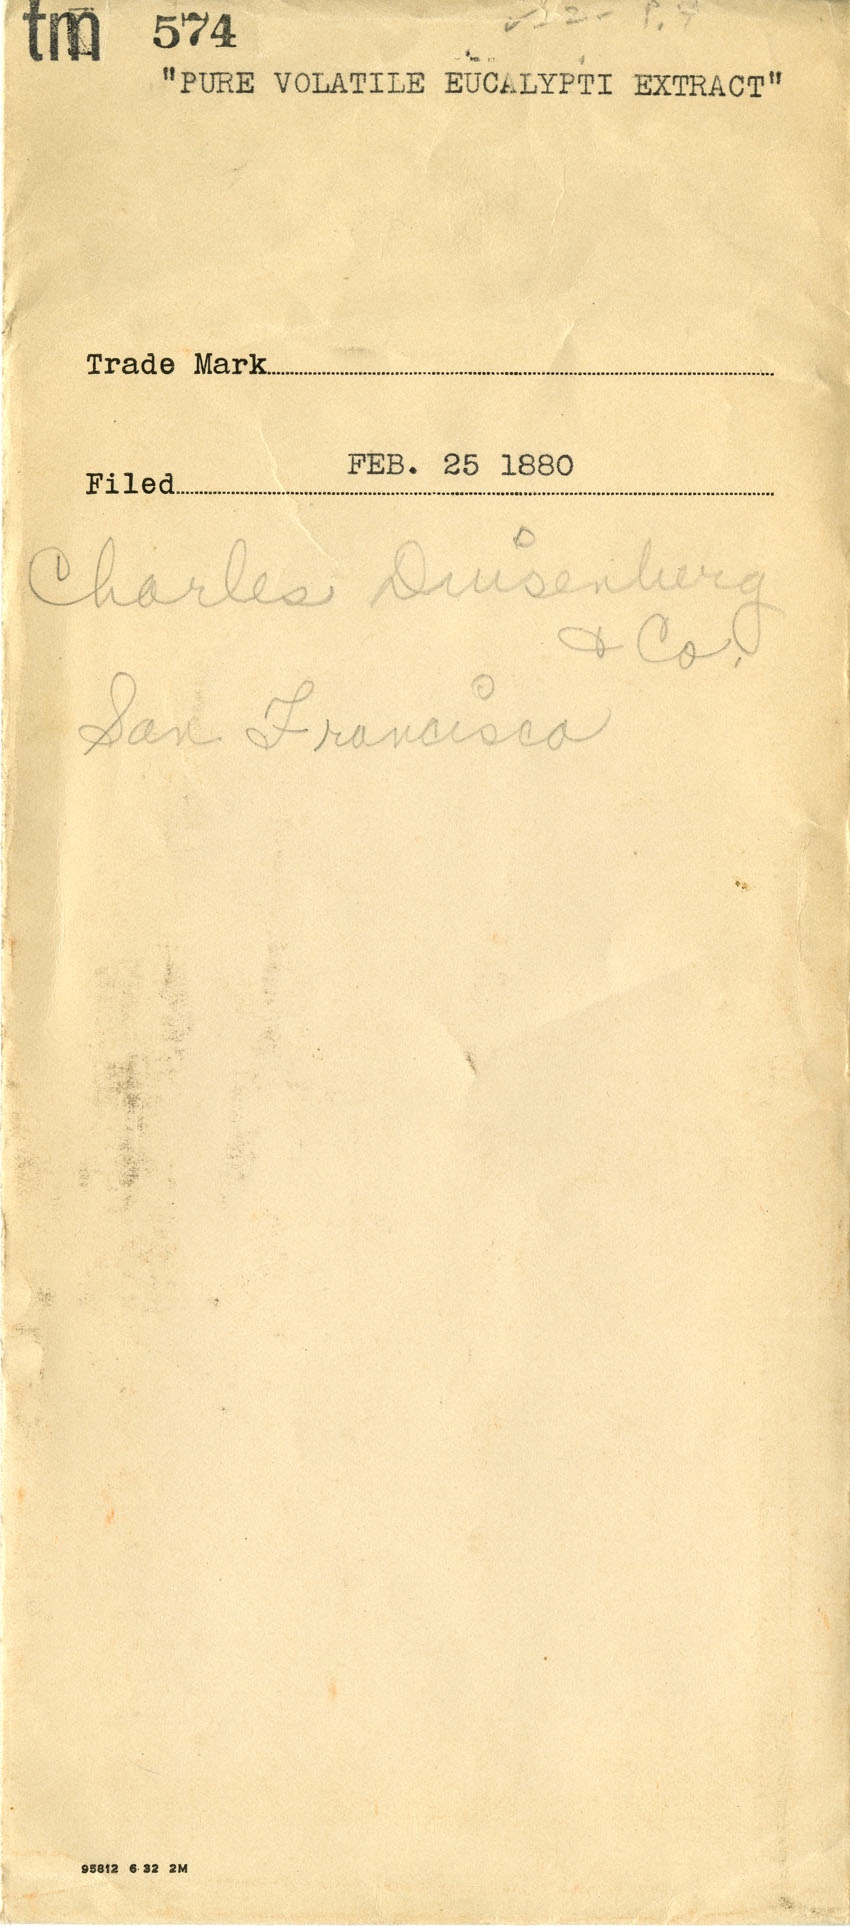 tm 574
"PURE VOLATILE EUCALYPTI EXTRACT"
Trade Mark
Filed FEB. 25 1880
Charles Duisenberg
& Co.
San Francisco
95812 6-32 2M